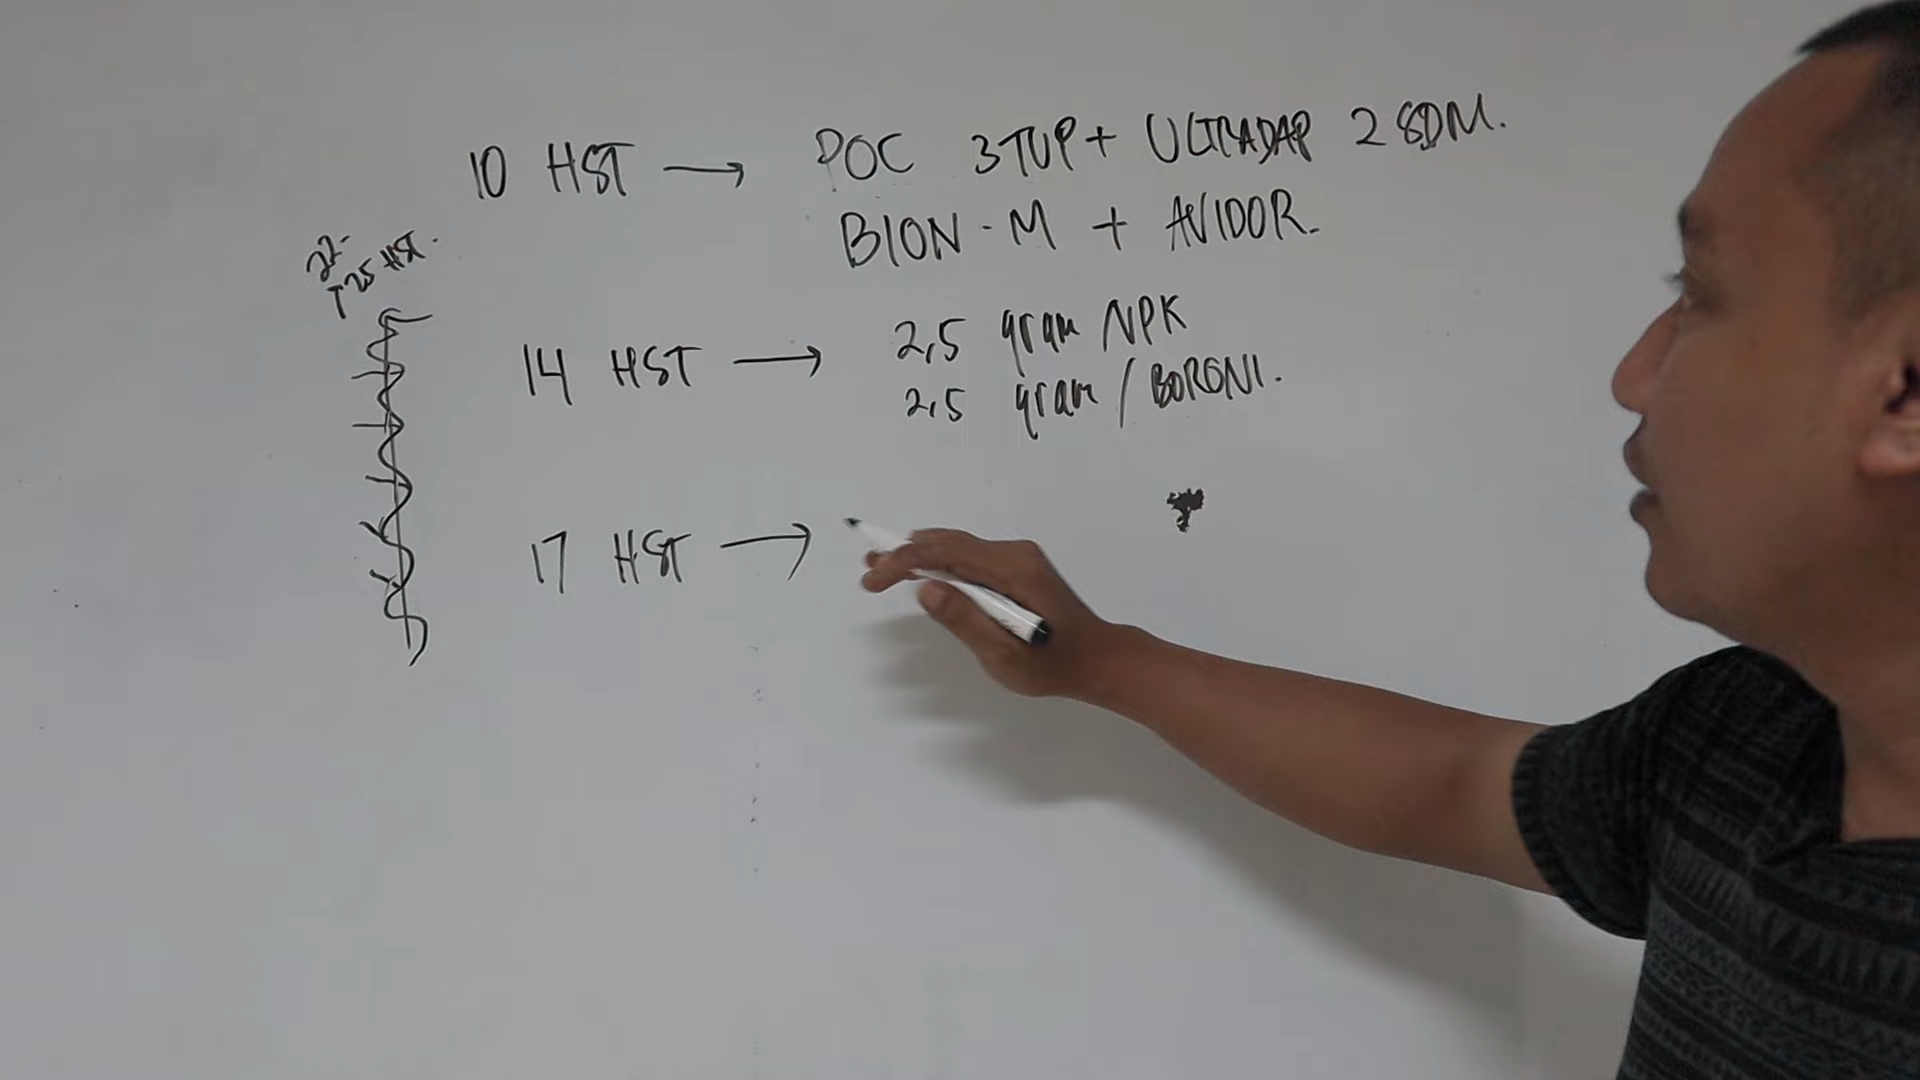 10 HST → POC 3TUP + ULTRADAP 2 SDM.
BION-M + AVIDOR.
25 HST.
14 HST → 2,5 gram NPK
2,5 gram / BORONI.
17 HST →